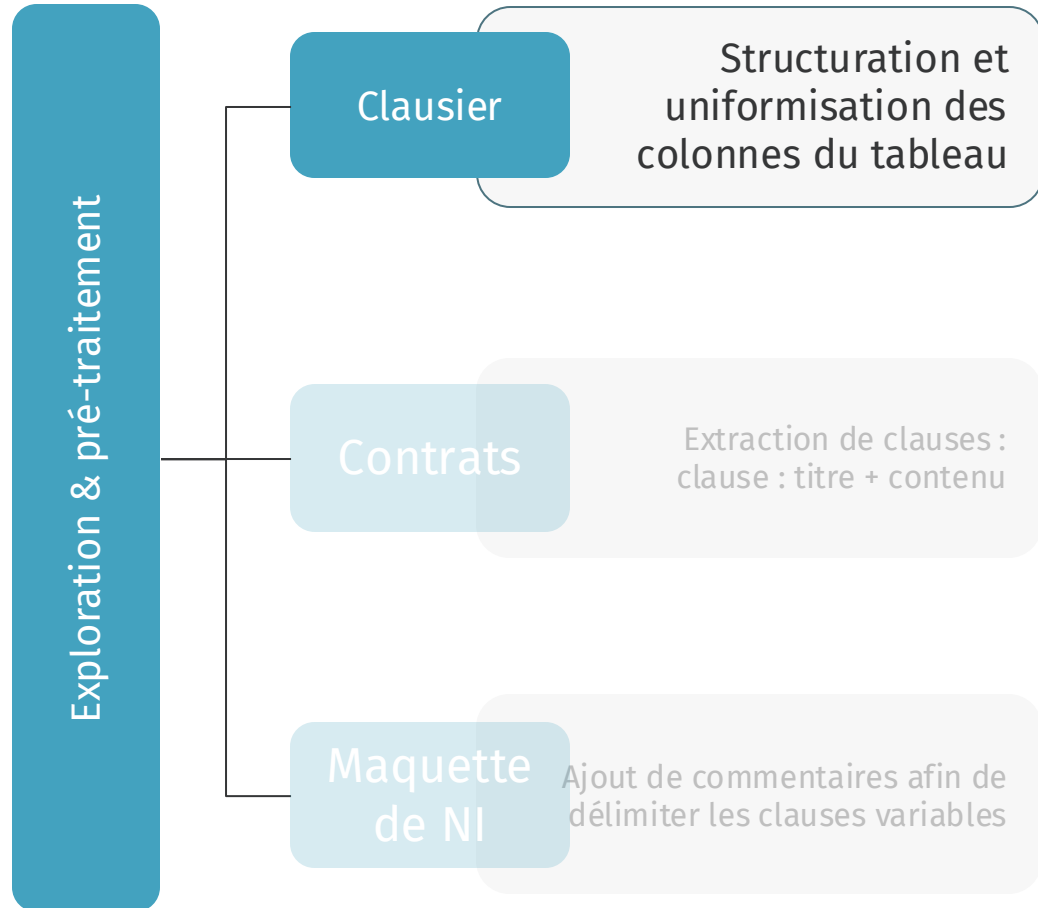 Exploration & pré-traitement
Clausier
Structuration et
uniformisation des
colonnes du tableau
Contrats
Extraction de clauses :
clause : titre + contenu
Maquette
de NI
Ajout de commentaires afin de
délimiter les clauses variables